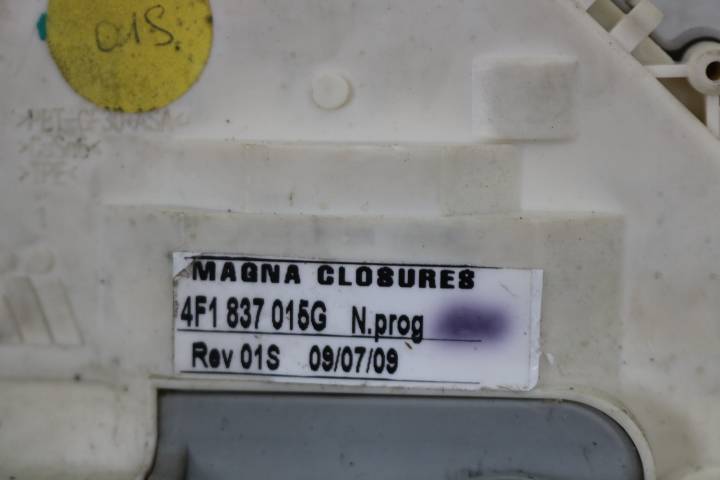 01S
MAGNA CLOSURES
4F1 837 015G N.prog
Rev 01S 09/07/09